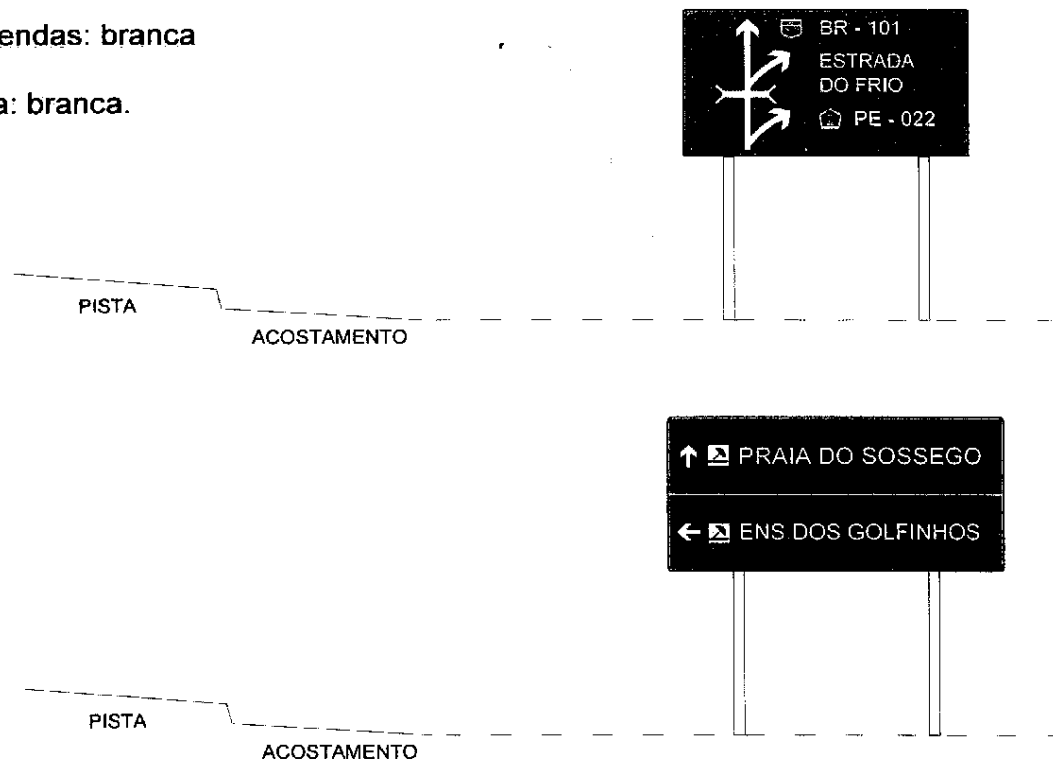 endas: branca
a: branca.
BR - 101
ESTRADA
DO FRIO
PE - 022
PISTA
ACOSTAMENTO
PRAIA DO SOSSEGO
ENS.DOS GOLFINHOS
PISTA
ACOSTAMENTO